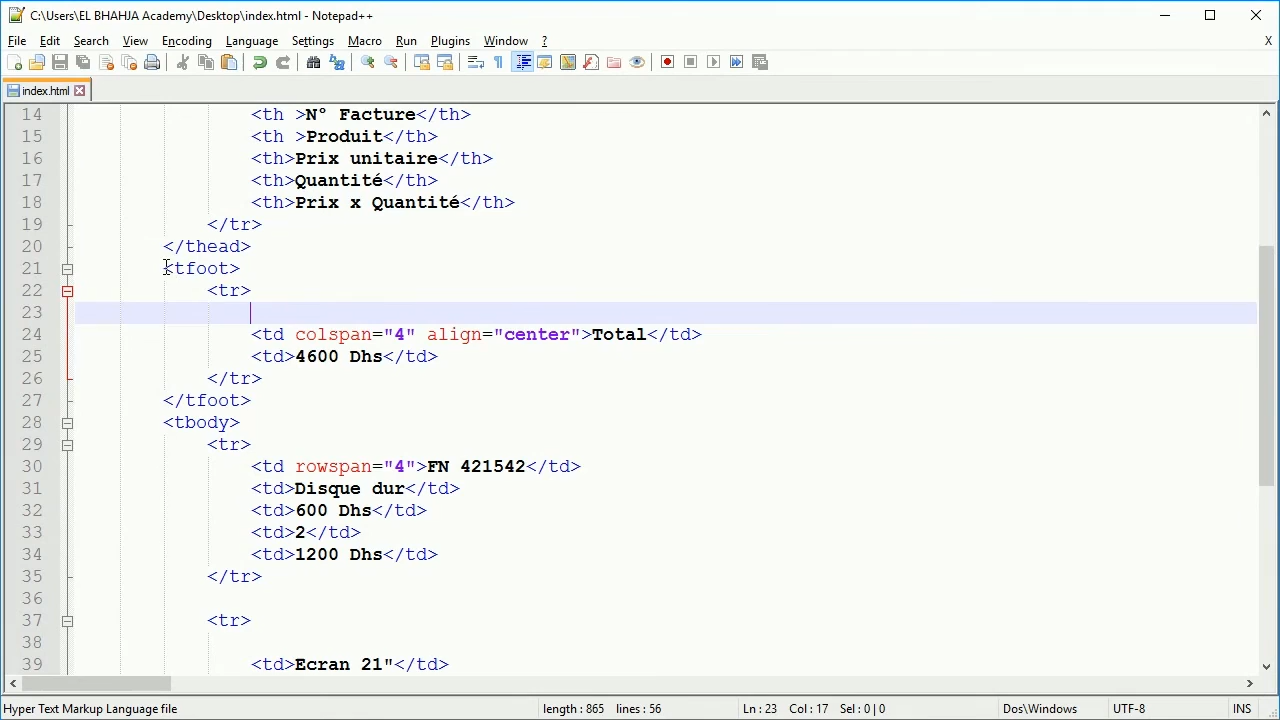 C:\Users\EL BHAHJA Academy\Desktop\index.html - Notepad++
File Edit Search View Encoding Language Settings Macro Run Plugins Window ? X
index.html
14 <th >N° Facture</th>
15 <th >Produit</th>
16 <th>Prix unitaire</th>
17 <th>Quantité</th>
18 <th>Prix x Quantité</th>
19 </tr>
20 </thead>
21 <tfoot>
22 <tr>
23
24 <td colspan="4" align="center">Total</td>
25 <td>4600 Dhs</td>
26 </tr>
27 </tfoot>
28 <tbody>
29 <tr>
30 <td rowspan="4">FN 421542</td>
31 <td>Disque dur</td>
32 <td>600 Dhs</td>
33 <td>2</td>
34 <td>1200 Dhs</td>
35 </tr>
36
37 <tr>
38
39 <td>Ecran 21"</td>
Hyper Text Markup Language file length : 865 lines : 56 Ln : 23 Col : 17 Sel : 0 | 0 Dos\Windows UTF-8 INS